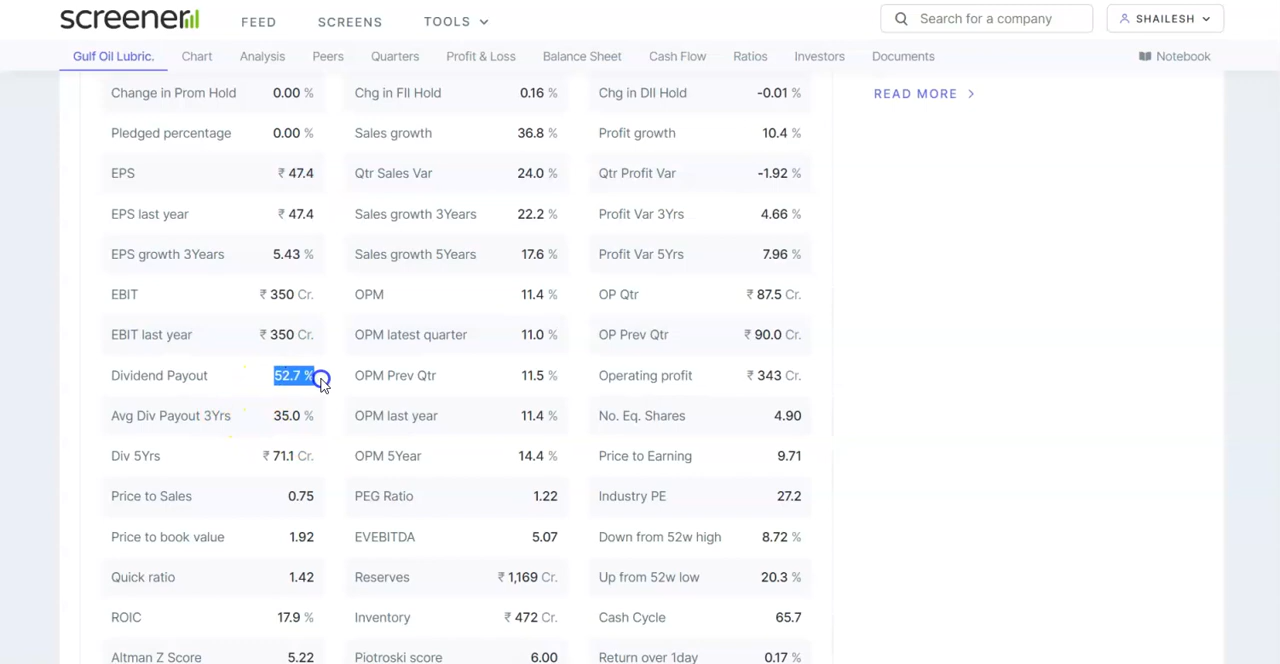 screener FEED SCREENS TOOLS Search for a company SHAILESH
Gulf Oil Lubric. Chart Analysis Peers Quarters Profit & Loss Balance Sheet Cash Flow Ratios Investors Documents Notebook
Change in Prom Hold 0.00 % Chg in FII Hold 0.16 % Chg in DII Hold -0.01 % READ MORE
Pledged percentage 0.00 % Sales growth 36.8 % Profit growth 10.4 %
EPS ₹ 47.4 Qtr Sales Var 24.0 % Qtr Profit Var -1.92 %
EPS last year ₹ 47.4 Sales growth 3Years 22.2 % Profit Var 3Yrs 4.66 %
EPS growth 3Years 5.43 % Sales growth 5Years 17.6 % Profit Var 5Yrs 7.96 %
EBIT ₹ 350 Cr. OPM 11.4 % OP Qtr ₹ 87.5 Cr.
EBIT last year ₹ 350 Cr. OPM latest quarter 11.0 % OP Prev Qtr ₹ 90.0 Cr.
Dividend Payout 52.7 % OPM Prev Qtr 11.5 % Operating profit ₹ 343 Cr.
Avg Div Payout 3Yrs 35.0 % OPM last year 11.4 % No. Eq. Shares 4.90
Div 5Yrs ₹ 71.1 Cr. OPM 5Year 14.4 % Price to Earning 9.71
Price to Sales 0.75 PEG Ratio 1.22 Industry PE 27.2
Price to book value 1.92 EVEBITDA 5.07 Down from 52w high 8.72 %
Quick ratio 1.42 Reserves ₹ 1,169 Cr. Up from 52w low 20.3 %
ROIC 17.9 % Inventory ₹ 472 Cr. Cash Cycle 65.7
Altman Z Score 5.22 Piotroski score 6.00 Return over 1day 0.17 %